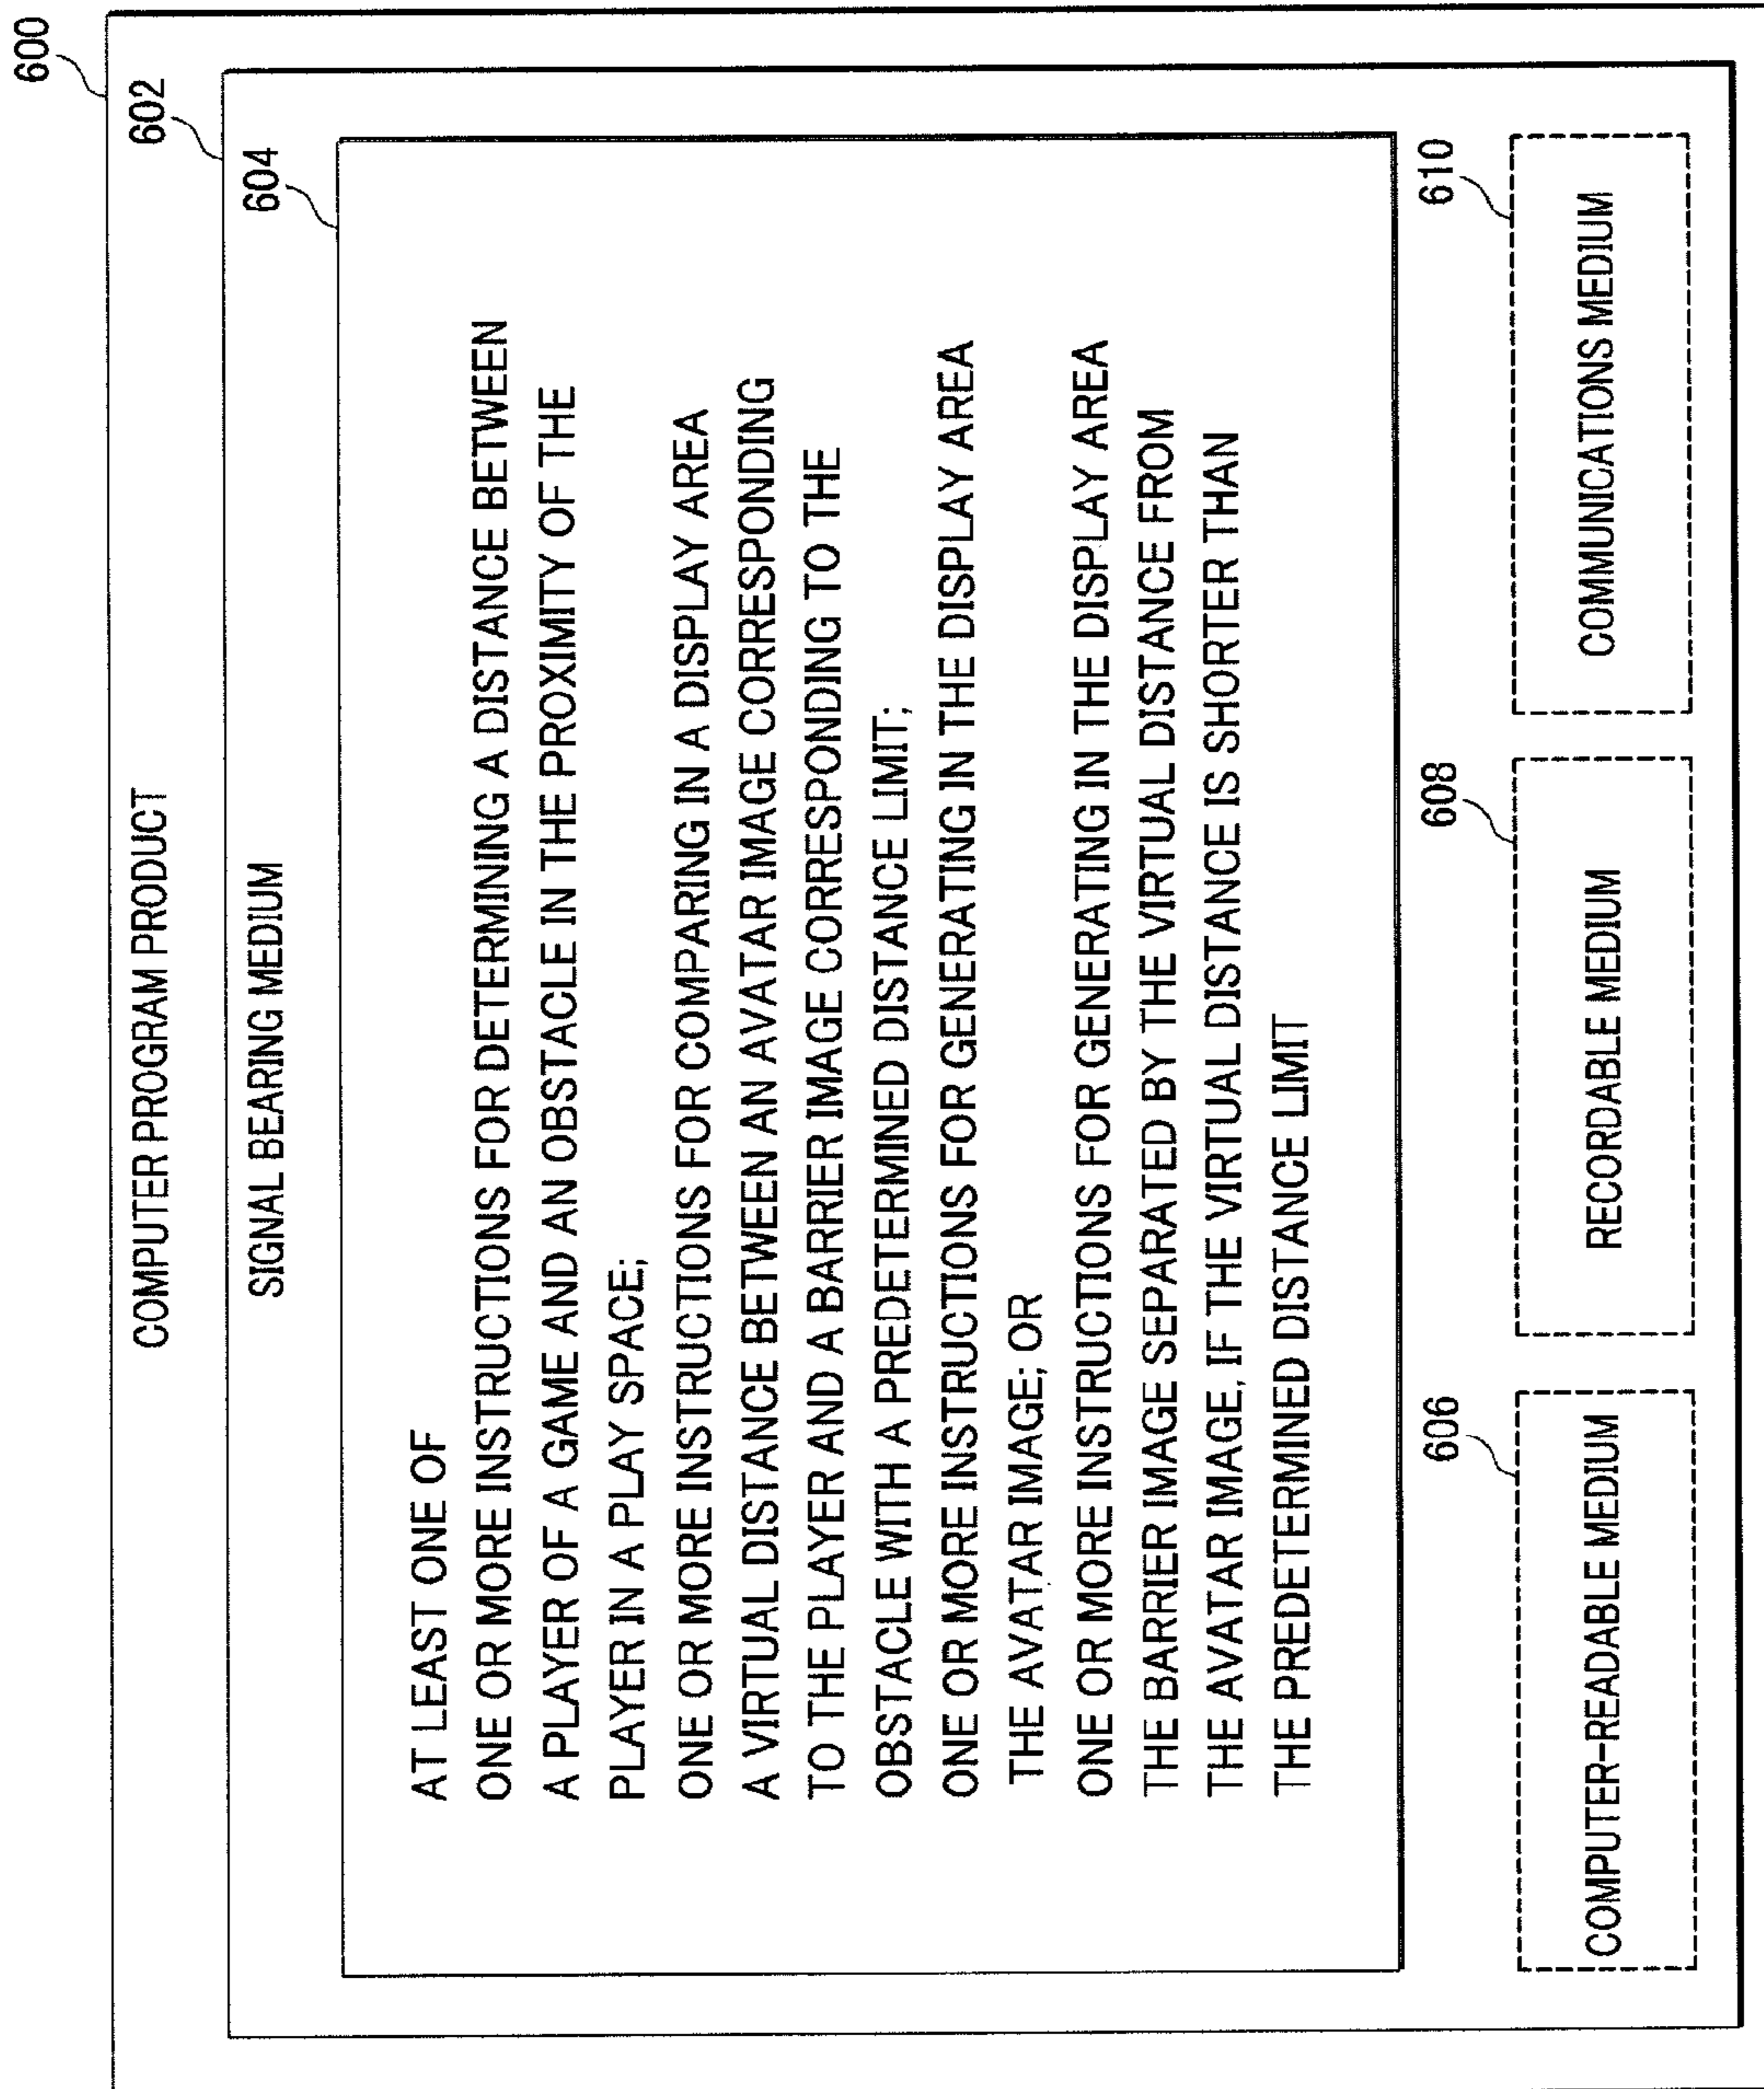 600
COMPUTER PROGRAM PRODUCT
602
SIGNAL BEARING MEDIUM
604
AT LEAST ONE OF
ONE OR MORE INSTRUCTIONS FOR DETERMINING A DISTANCE BETWEEN
A PLAYER OF A GAME AND AN OBSTACLE IN THE PROXIMITY OF THE
PLAYER IN A PLAY SPACE;
ONE OR MORE INSTRUCTIONS FOR COMPARING IN A DISPLAY AREA
A VIRTUAL DISTANCE BETWEEN AN AVATAR IMAGE CORRESPONDING
TO THE PLAYER AND A BARRIER IMAGE CORRESPONDING TO THE
OBSTACLE WITH A PREDETERMINED DISTANCE LIMIT;
ONE OR MORE INSTRUCTIONS FOR GENERATING IN THE DISPLAY AREA
THE AVATAR IMAGE; OR
ONE OR MORE INSTRUCTIONS FOR GENERATING IN THE DISPLAY AREA
THE BARRIER IMAGE SEPARATED BY THE VIRTUAL DISTANCE FROM
THE AVATAR IMAGE, IF THE VIRTUAL DISTANCE IS SHORTER THAN
THE PREDETERMINED DISTANCE LIMIT
606
COMPUTER-READABLE MEDIUM
608
RECORDABLE MEDIUM
610
COMMUNICATIONS MEDIUM